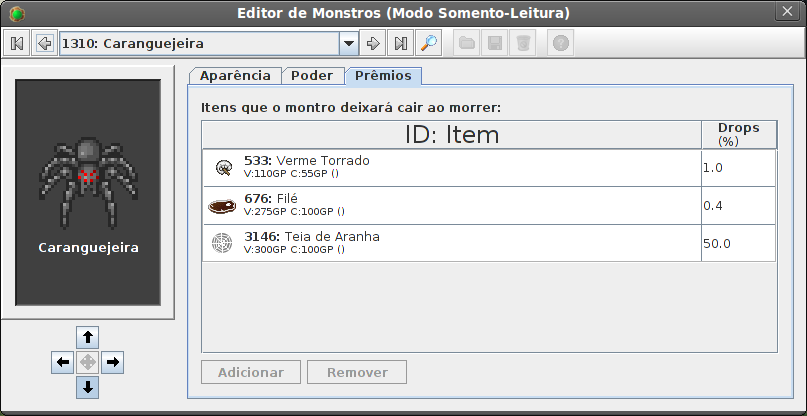 Editor de Monstros (Modo Somento-Leitura)
1310: Caranguejeira
Aparência Poder Prêmios
Itens que o montro deixará cair ao morrer:
ID: Item Drops (%)
533: Verme Torrado
V:110GP C:55GP ()
1.0
676: Filé
V:275GP C:100GP ()
0.4
3146: Teia de Aranha
V:300GP C:100GP ()
50.0
Caranguejeira
Adicionar Remover